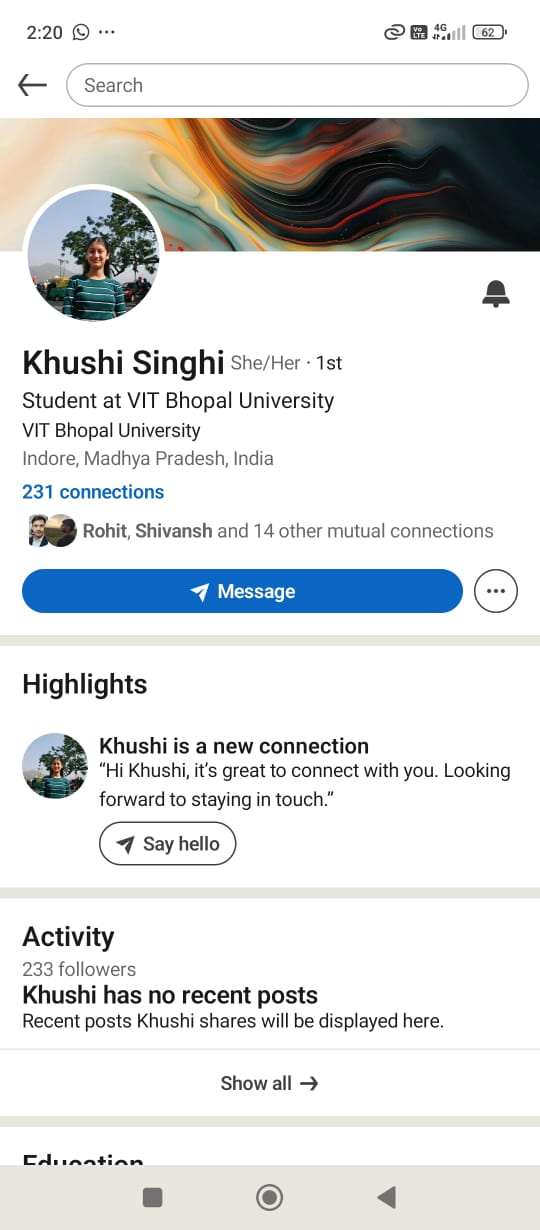 2:20
Vo LTE 4G 62
Search
Khushi Singhi She/Her · 1st
Student at VIT Bhopal University
VIT Bhopal University
Indore, Madhya Pradesh, India
231 connections
Rohit, Shivansh and 14 other mutual connections
Message
Highlights
Khushi is a new connection
“Hi Khushi, it’s great to connect with you. Looking
forward to staying in touch.”
Say hello
Activity
233 followers
Khushi has no recent posts
Recent posts Khushi shares will be displayed here.
Show all →
Education